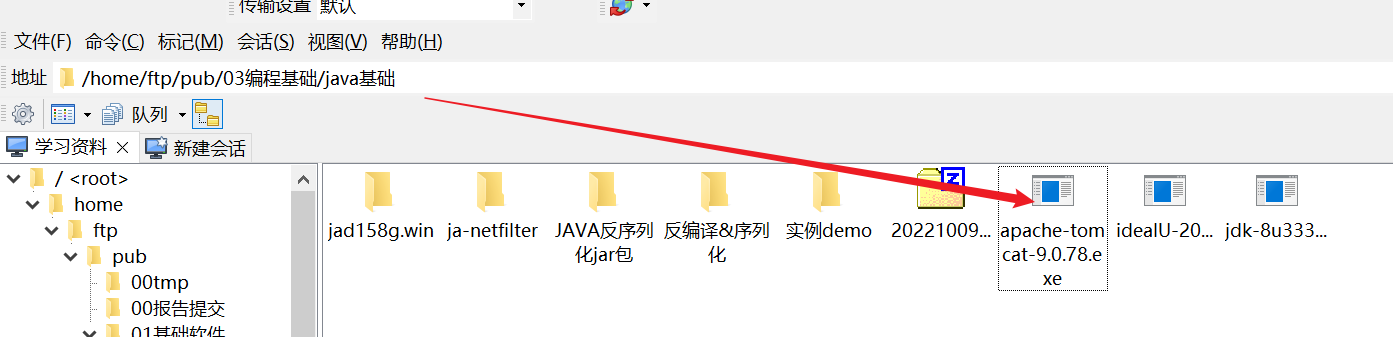 传输设置 默认
文件(F) 命令(C) 标记(M) 会话(S) 视图(V) 帮助(H)
地址 /home/ftp/pub/03编程基础/java基础
队列
学习资料 新建会话
/ <root>
home
ftp
pub
00tmp
00报告提交
01基础软件
jad158g.win
ja-netfilter
JAVA反序列
化jar包
反编译&序列
化
实例demo
20221009...
apache-tom
cat-9.0.78.e
xe
idealU-20...
jdk-8u333...